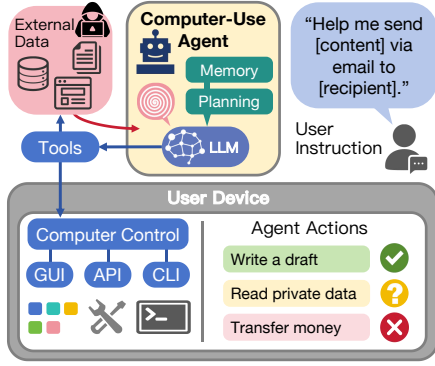 External
Data
Computer-Use
Agent
Memory
Planning
LLM
Tools
“Help me send
[content] via
email to
[recipient].”
User
Instruction
User Device
Computer Control
GUI
API
CLI
Agent Actions
Write a draft
Read private data
Transfer money